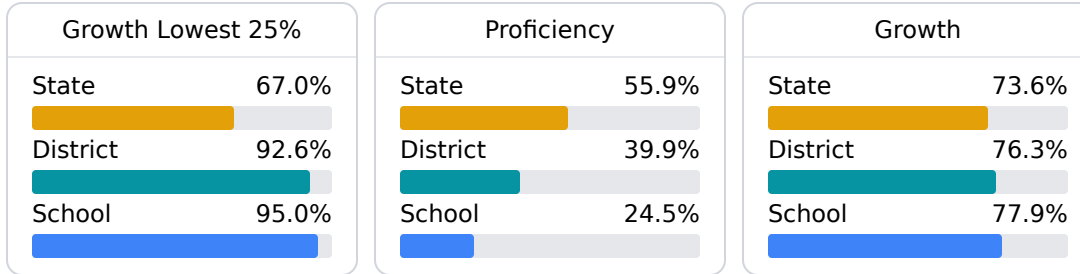 Growth Lowest 25%
State 67.0%
District 92.6%
School 95.0%
Proficiency
State 55.9%
District 39.9%
School 24.5%
Growth
State 73.6%
District 76.3%
School 77.9%